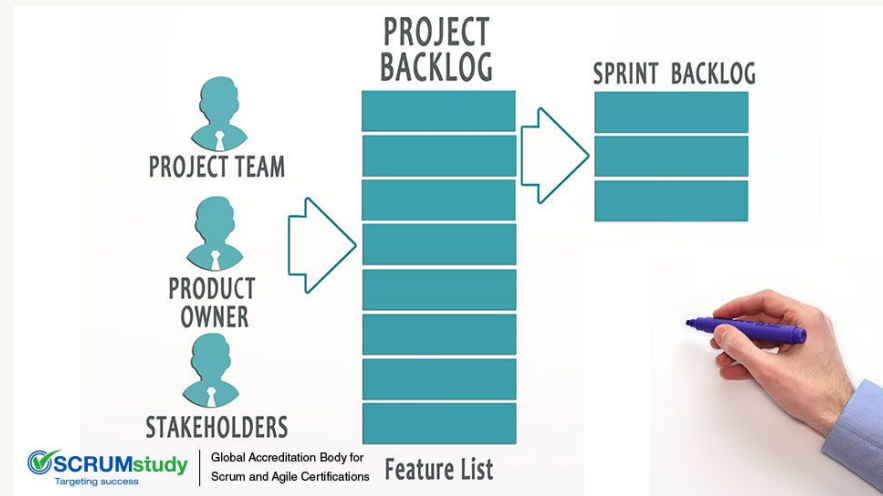 PROJECT
BACKLOG
SPRINT BACKLOG
PROJECT TEAM
PRODUCT
OWNER
STAKEHOLDERS
Feature List
SCRUMstudy
Targeting success
Global Accreditation Body for
Scrum and Agile Certifications